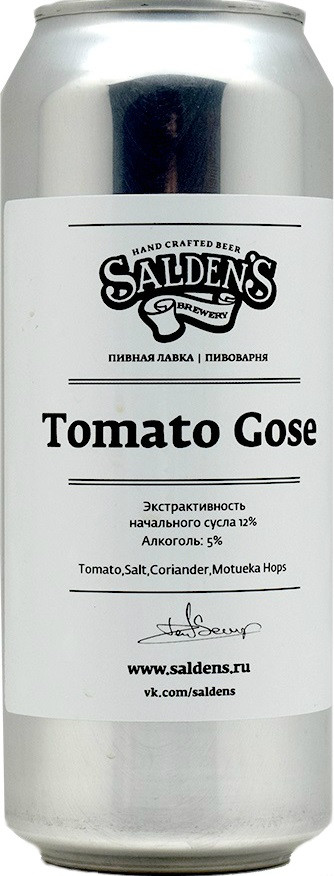 HAND CRAFTED BEER
SALDEN'S
BREWERY
ПИВНАЯ ЛАВКА | ПИВОВАРНЯ
Tomato Gose
Экстрактивность
начального сусла 12%
Алкоголь: 5%
Tomato,Salt,Coriander,Motueka Hops
www.saldens.ru
vk.com/saldens